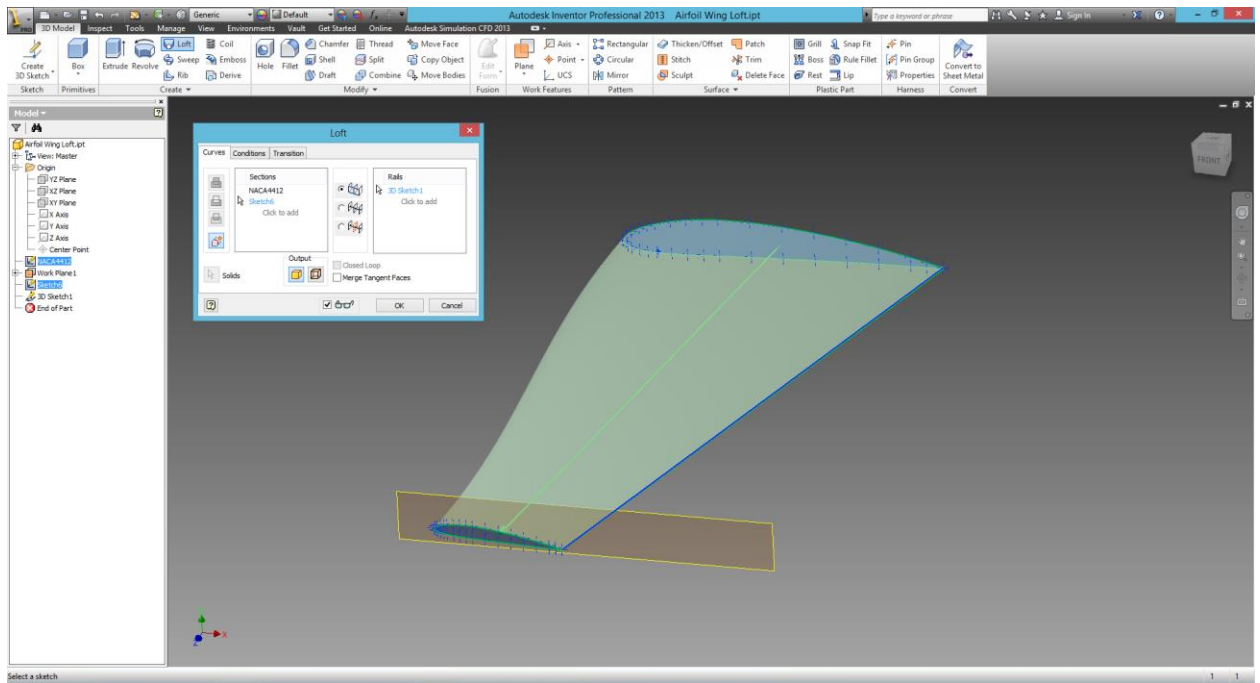 Generic Default Autodesk Inventor Professional 2013 Airfoil Wing Loft.ipt Type a keyword or phrase Sign In
PRO 3D Model Inspect Tools Manage View Environments Vault Get Started Online Autodesk Simulation CFD 2013
Loft Coil Chamfer Thread Move Face Axis Rectangular Thicken/Offset Patch Grill Snap Fit Pin
Create 3D Sketch Box Extrude Revolve Sweep Emboss Hole Fillet Shell Split Copy Object Edit Form Plane Point Circular Stitch Trim Boss Rule Fillet Pin Group Convert to Sheet Metal
Rib Derive Draft Combine Move Bodies UCS Mirror Sculpt Delete Face Rest Lip Properties
Sketch Primitives Create Modify Fusion Work Features Pattern Surface Plastic Part Harness Convert
Model
Airfoil Wing Loft.ipt
View: Master
Origin
YZ Plane
XZ Plane
XY Plane
X Axis
Y Axis
Z Axis
Center Point
NACA4412
Work Plane1
Sketch6
3D Sketch1
End of Part
Loft
Curves Conditions Transition
Sections Rails
NACA4412 3D Sketch1
Sketch6 Click to add
Click to add
Output
Solids
Closed Loop
Merge Tangent Faces
OK Cancel
FRONT
X
Z
Select a sketch 1 1